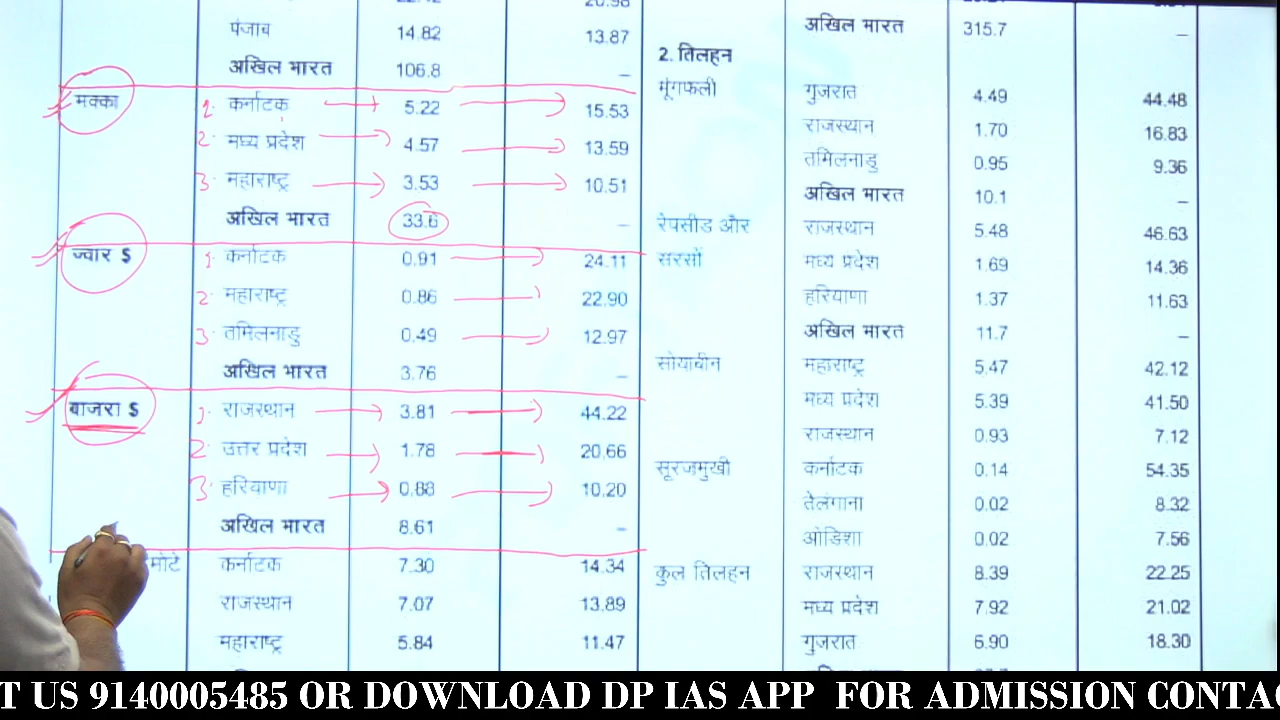 20.98
पंजाब 14.82 13.87
अखिल भारत 106.8 –
मक्का 1. कर्नाटक 5.22 15.53
2. मध्य प्रदेश 4.57 13.59
3. महाराष्ट्र 3.53 10.51
अखिल भारत 33.6 –
ज्वार $ 1. कर्नाटक 0.91 24.11
2. महाराष्ट्र 0.86 22.90
3. तमिलनाडु 0.49 12.97
अखिल भारत 3.76 –
बाजरा $ 1. राजस्थान 3.81 44.22
2. उत्तर प्रदेश 1.78 20.66
3. हरियाणा 0.88 10.20
अखिल भारत 8.61 –
मोटे कर्नाटक 7.30 14.34
राजस्थान 7.07 13.89
महाराष्ट्र 5.84 11.47
अखिल भारत 315.7 –
2. तिलहन
मूंगफली गुजरात 4.49 44.48
राजस्थान 1.70 16.83
तमिलनाडु 0.95 9.36
अखिल भारत 10.1 –
रेपसीड और राजस्थान 5.48 46.63
सरसों मध्य प्रदेश 1.69 14.36
हरियाणा 1.37 11.63
अखिल भारत 11.7 –
सोयाबीन महाराष्ट्र 5.47 42.12
मध्य प्रदेश 5.39 41.50
राजस्थान 0.93 7.12
सूरजमुखी कर्नाटक 0.14 54.35
तेलंगाना 0.02 8.32
ओडिशा 0.02 7.56
कुल तिलहन राजस्थान 8.39 22.25
मध्य प्रदेश 7.92 21.02
गुजरात 6.90 18.30
T US 9140005485 OR DOWNLOAD DP IAS APP FOR ADMISSION CONTA